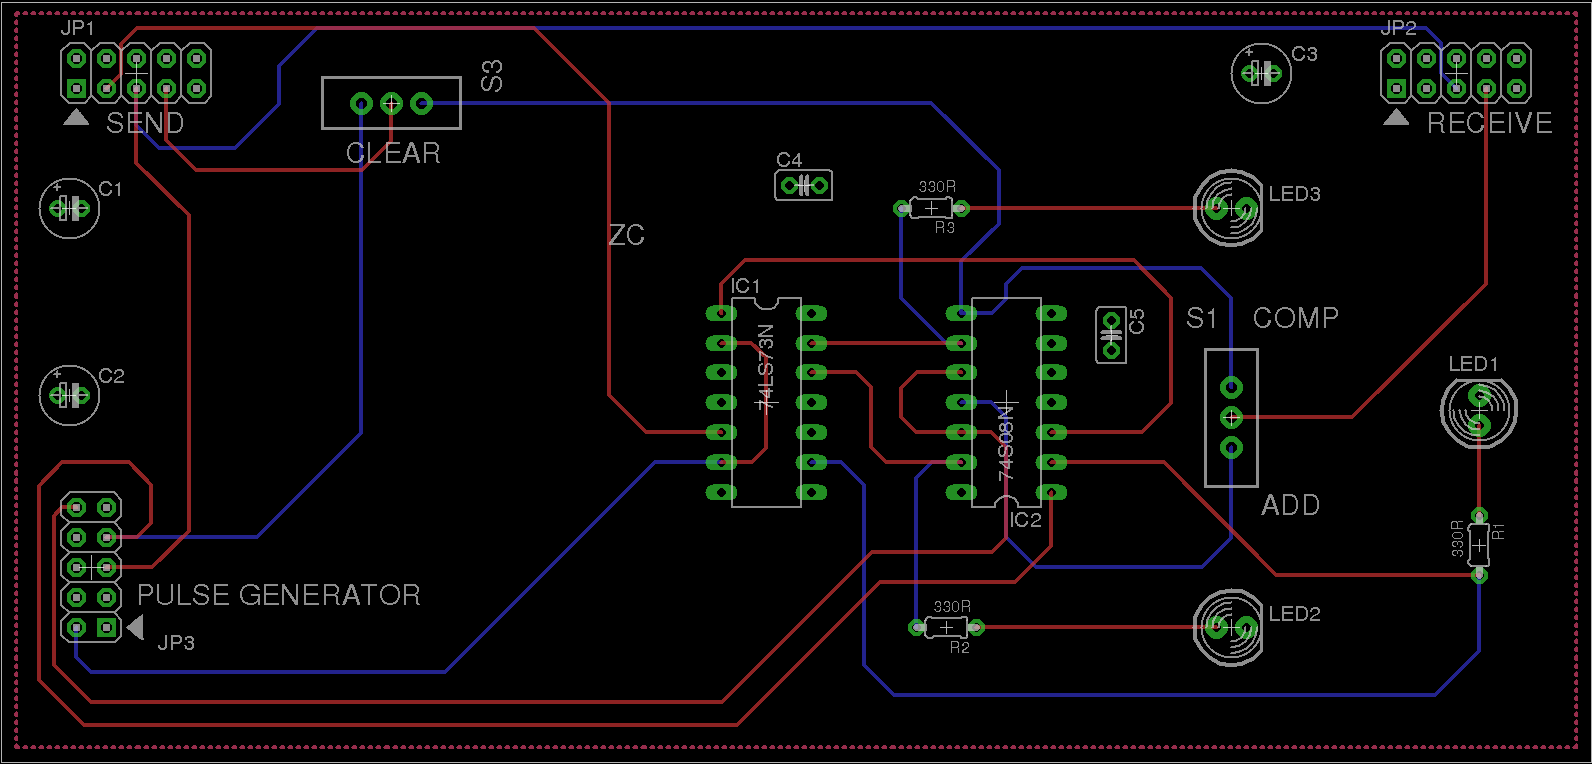 JP1
JP2
S3
C3
SEND
RECEIVE
CLEAR
C4
C1
330R
R3
LED3
ZC
IC1
74LS73N
C5
S1
COMP
C2
LED1
74S08N
IC2
ADD
330R
R1
PULSE GENERATOR
JP3
330R
R2
LED2